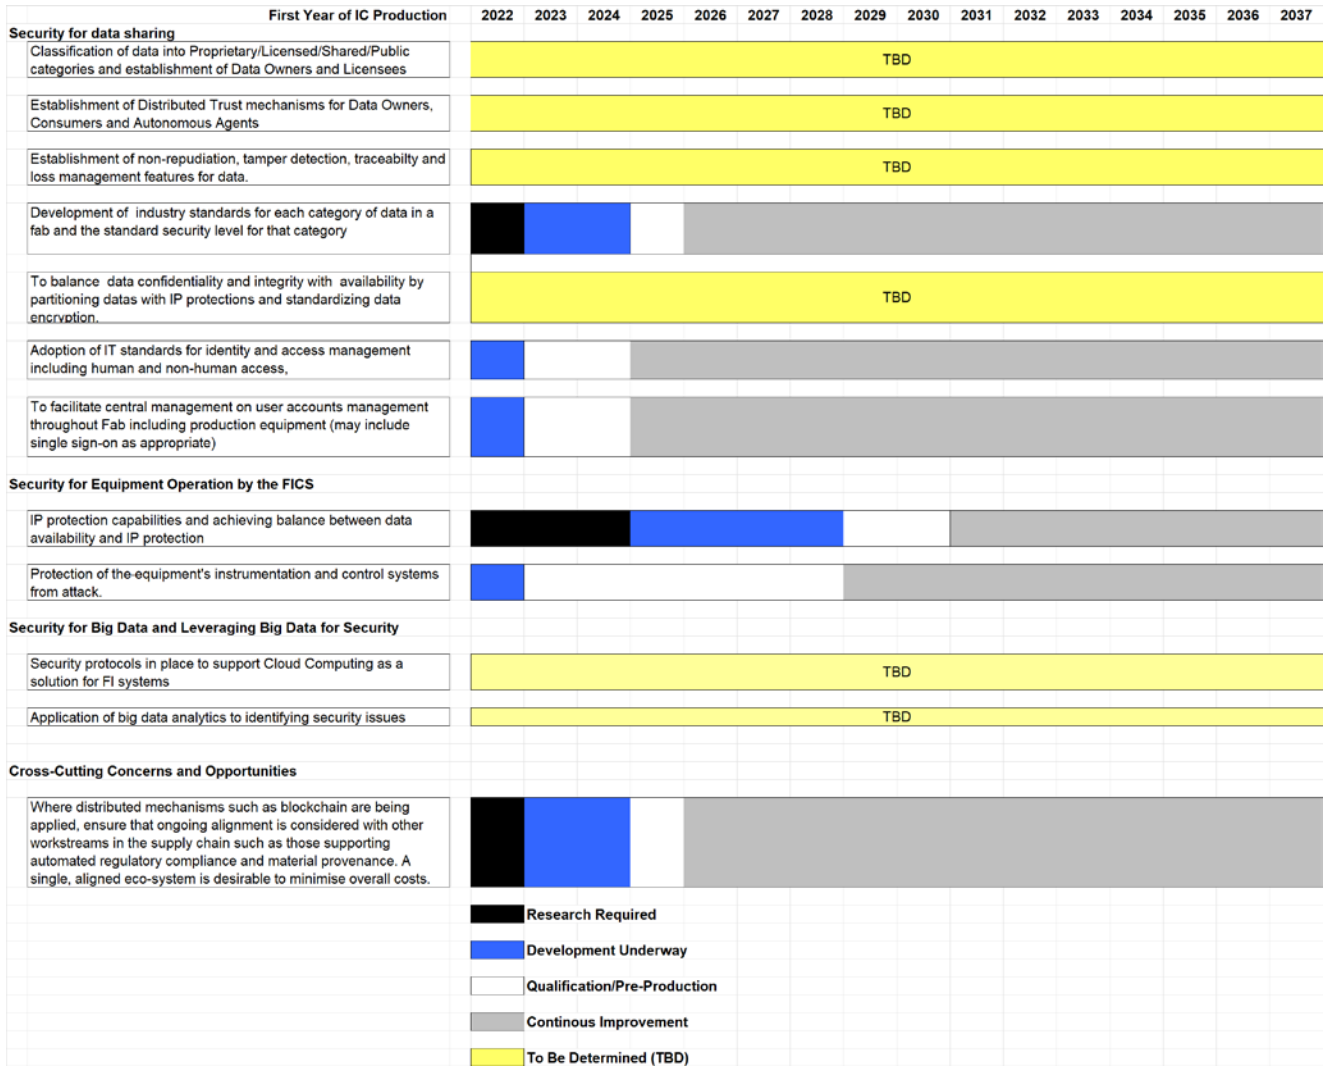 First Year of IC Production 2022 2023 2024 2025 2026 2027 2028 2029 2030 2031 2032 2033 2034 2035 2036 2037
Security for data sharing
Classification of data into Proprietary/Licensed/Shared/Public
categories and establishment of Data Owners and Licensees
TBD
Establishment of Distributed Trust mechanisms for Data Owners,
Consumers and Autonomous Agents
TBD
Establishment of non-repudiation, tamper detection, traceabilty and
loss management features for data.
TBD
Development of industry standards for each category of data in a
fab and the standard security level for that category
To balance data confidentiality and integrity with availability by
partitioning datas with IP protections and standardizing data
encryption.
TBD
Adoption of IT standards for identity and access management
including human and non-human access,
To facilitate central management on user accounts management
throughout Fab including production equipment (may include
single sign-on as appropriate)
Security for Equipment Operation by the FICS
IP protection capabilities and achieving balance between data
availability and IP protection
Protection of the-equipment's instrumentation and control systems
from attack.
Security for Big Data and Leveraging Big Data for Security
Security protocols in place to support Cloud Computing as a
solution for FI systems
TBD
Application of big data analytics to identifying security issues
TBD
Cross-Cutting Concerns and Opportunities
Where distributed mechanisms such as blockchain are being
applied, ensure that ongoing alignment is considered with other
workstreams in the supply chain such as those supporting
automated regulatory compliance and material provenance. A
single, aligned eco-system is desirable to minimise overall costs.
Research Required
Development Underway
Qualification/Pre-Production
Continous Improvement
To Be Determined (TBD)